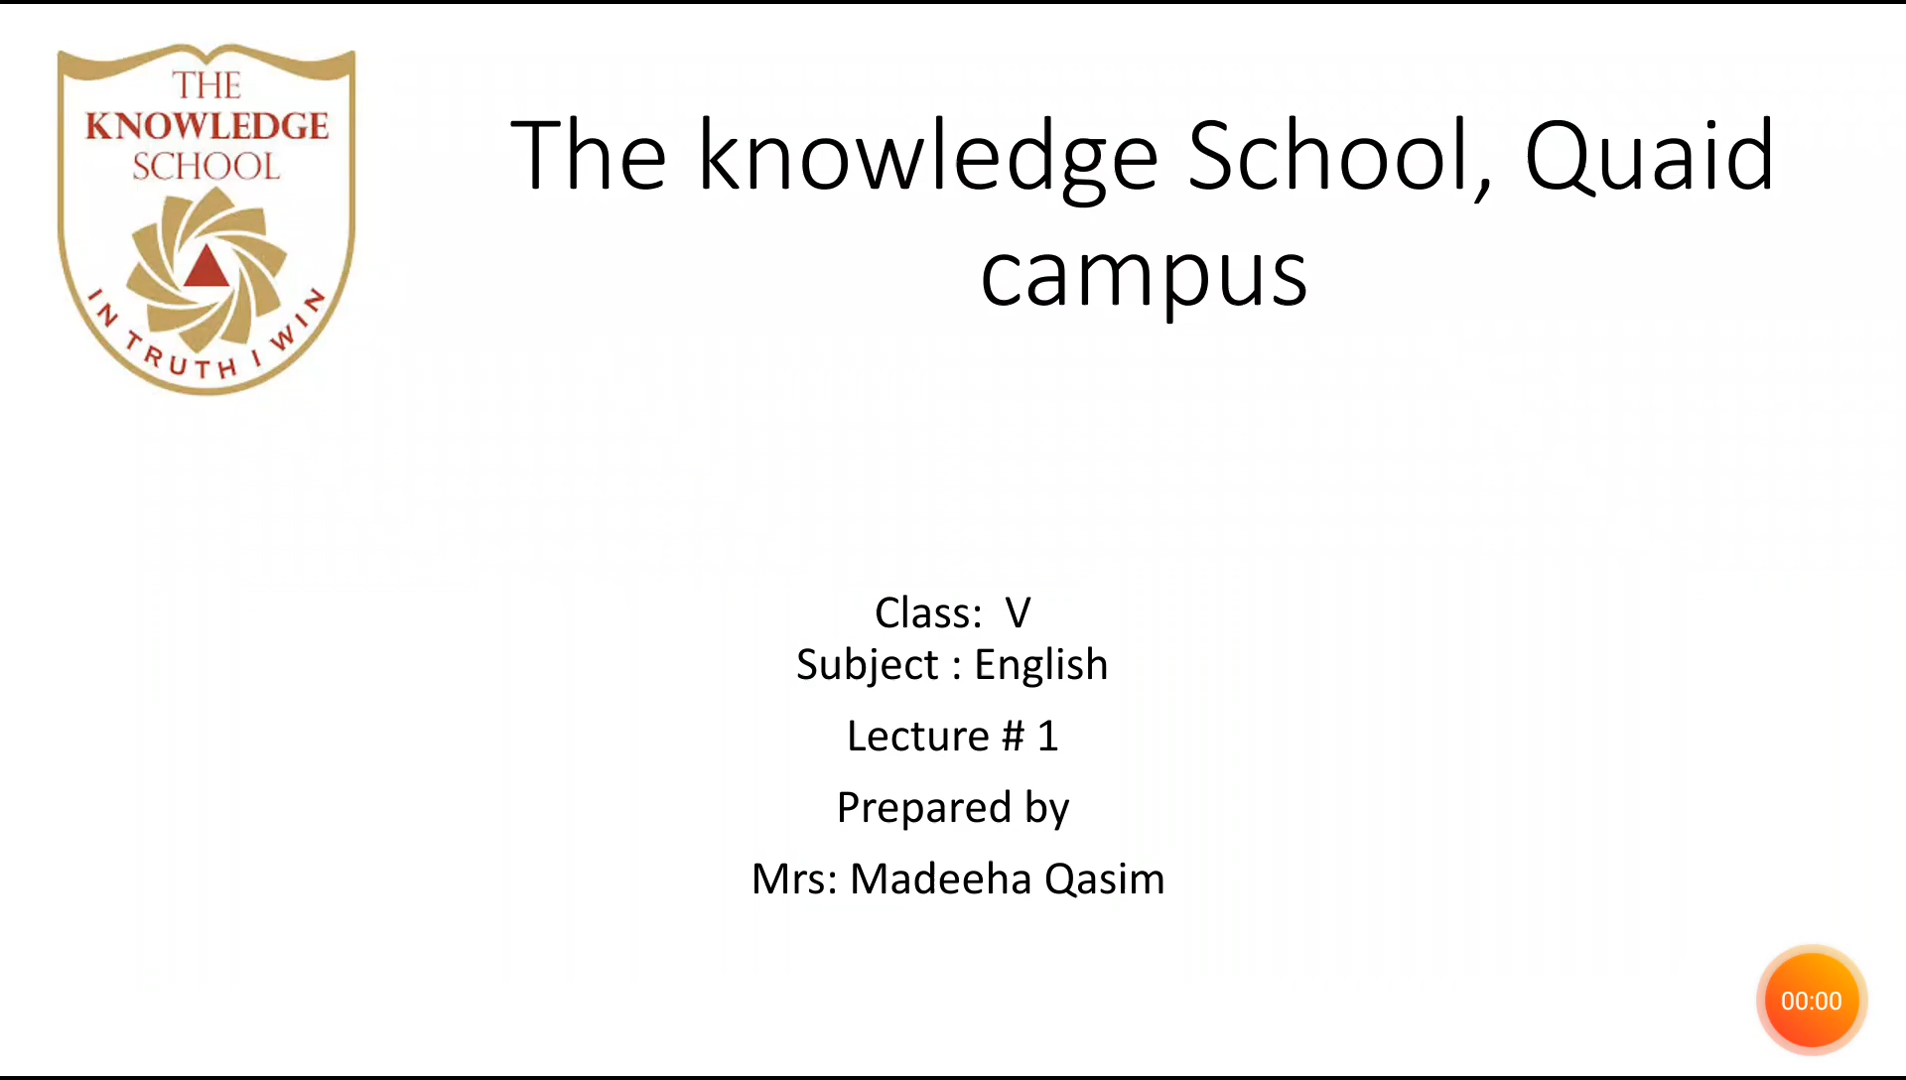 THE
KNOWLEDGE
SCHOOL
IN TRUTH I WIN
The knowledge School, Quaid
campus
Class:  V
Subject : English
Lecture # 1
Prepared by
Mrs: Madeeha Qasim
00:00